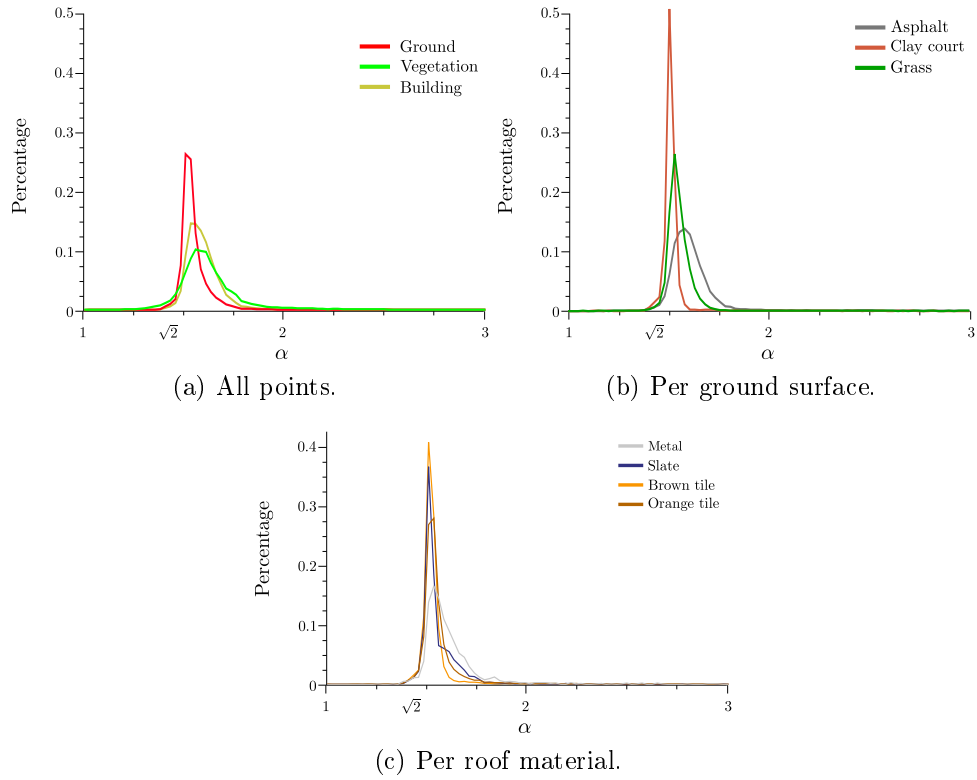 0.5
0.4
0.3
0.2
0.1
0
Percentage
Ground
Vegetation
Building
1
√2
2
3
α
(a) All points.
0.5
0.4
0.3
0.2
0.1
0
Percentage
Asphalt
Clay court
Grass
1
√2
2
3
α
(b) Per ground surface.
0.4
0.3
0.2
0.1
0
Percentage
Metal
Slate
Brown tile
Orange tile
1
√2
2
3
α
(c) Per roof material.